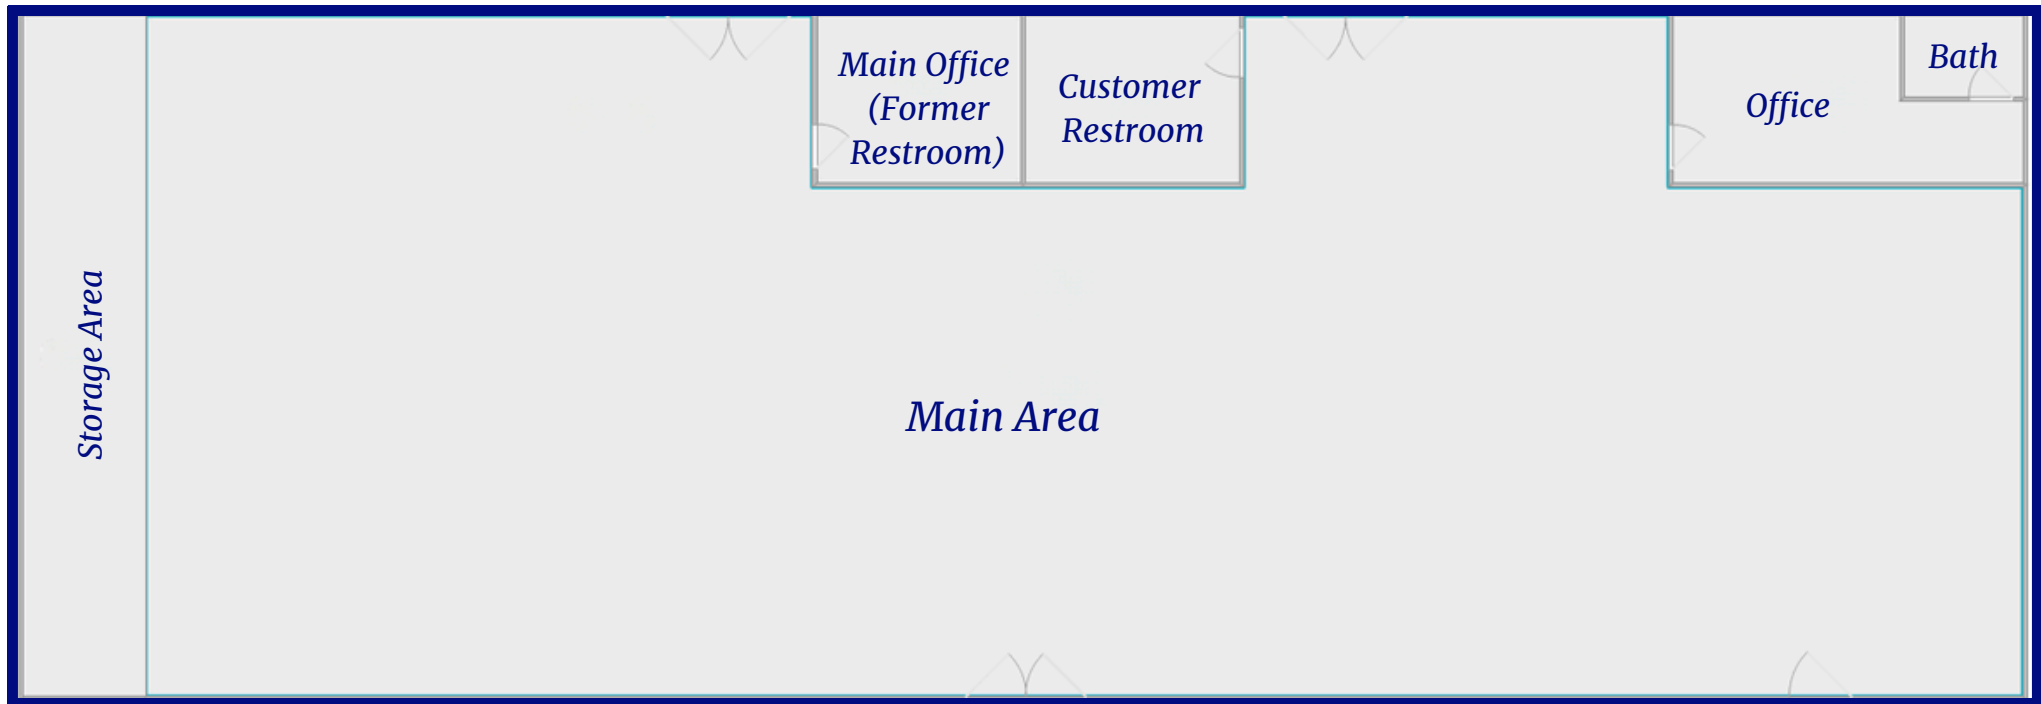 Main Office
(Former
Restroom)
Customer
Restroom
Office
Bath
Storage Area
Main Area